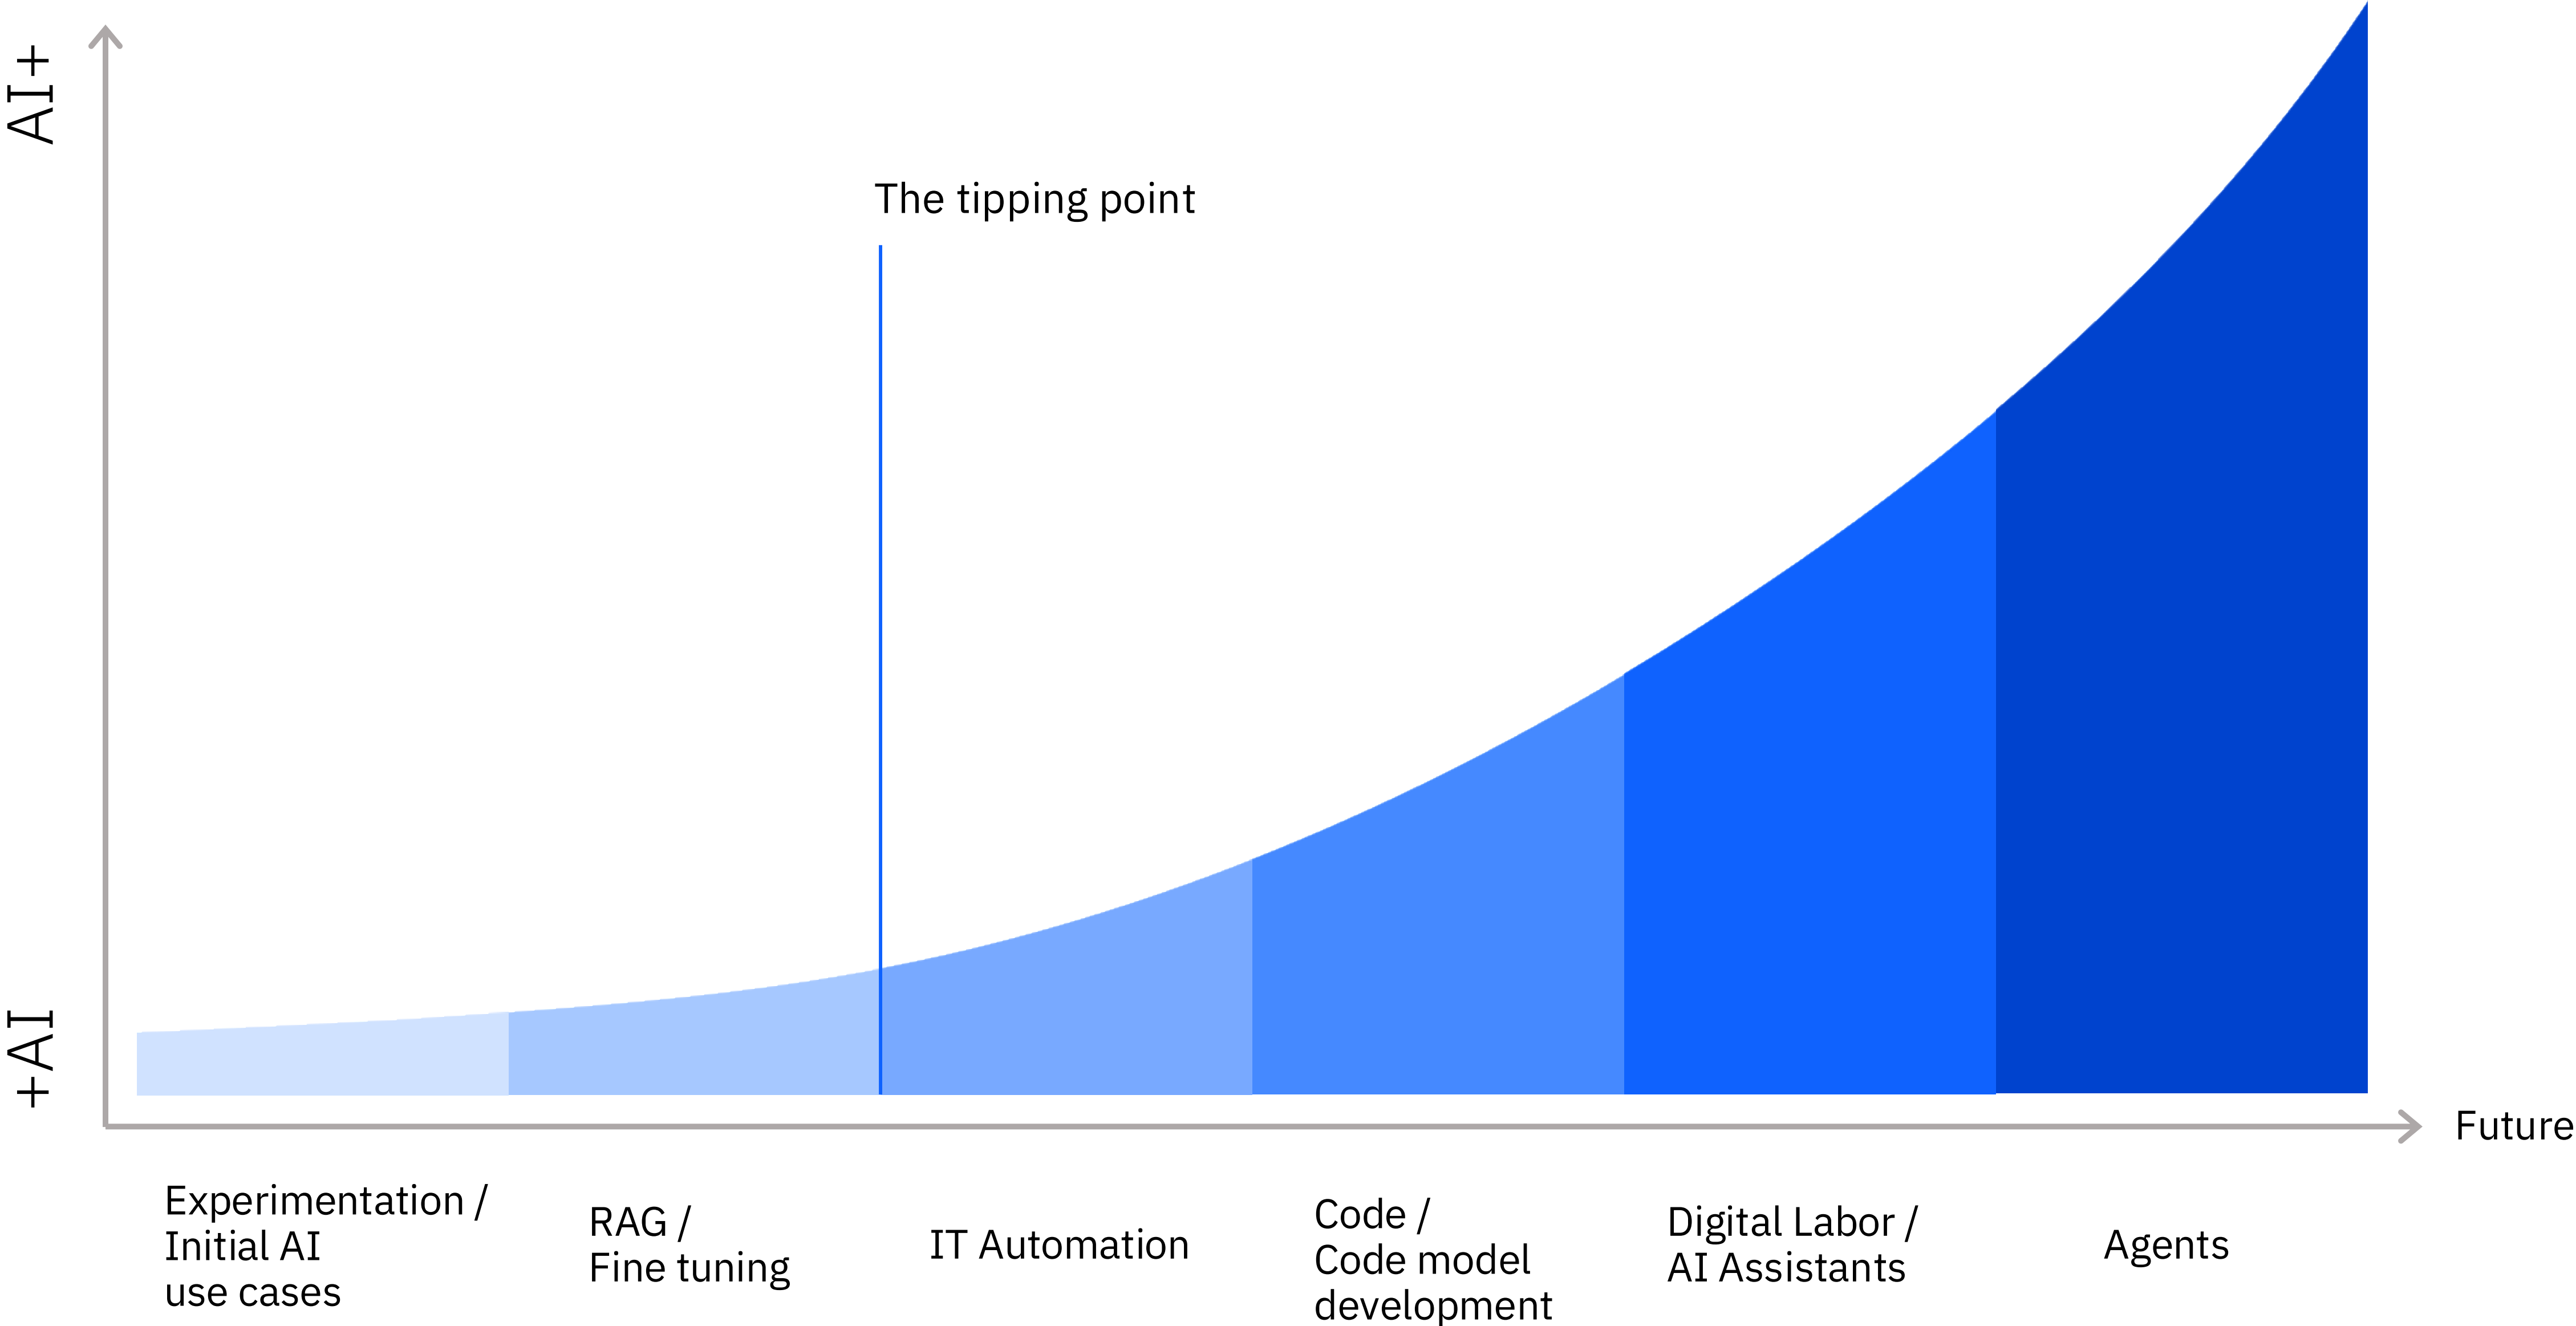 AI+
The tipping point
+AI
Future
Experimentation /
Initial AI
use cases
RAG /
Fine tuning
IT Automation
Code /
Code model
development
Digital Labor /
AI Assistants
Agents